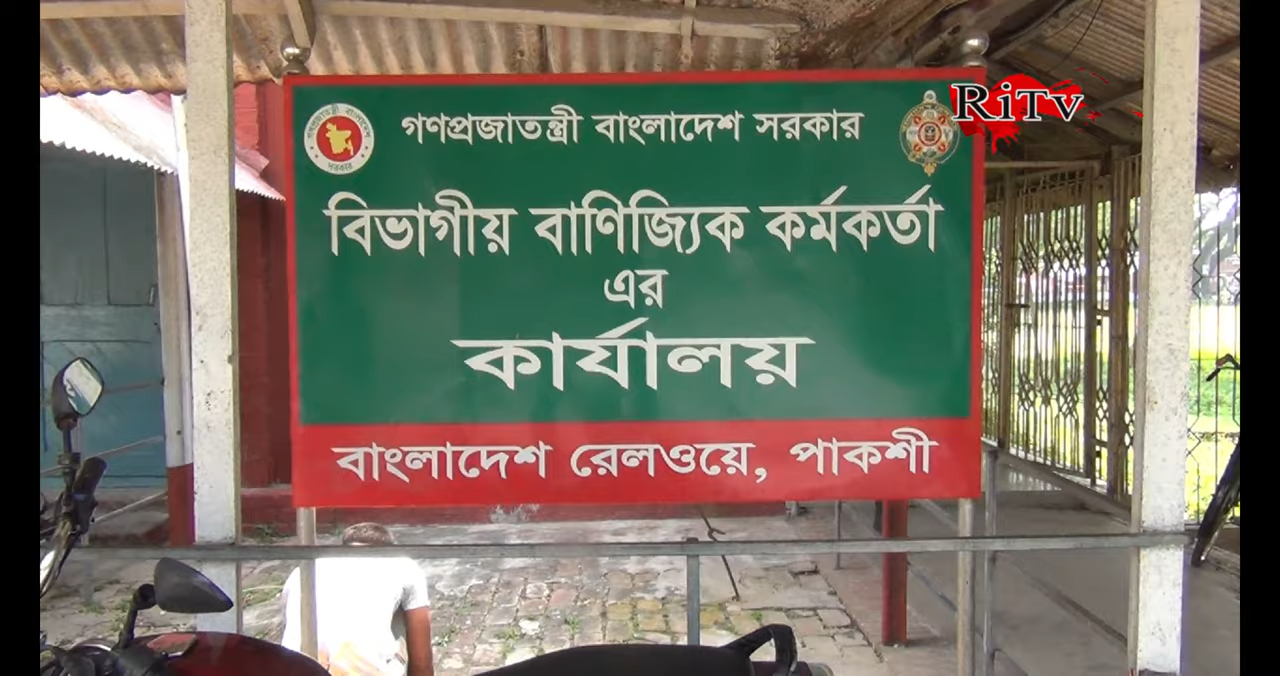 গণপ্রজাতন্ত্রী বাংলাদেশ সরকার
RiTv
বিভাগীয় বাণিজ্যিক কর্মকর্তা
এর
কার্যালয়
বাংলাদেশ রেলওয়ে, পাকশী